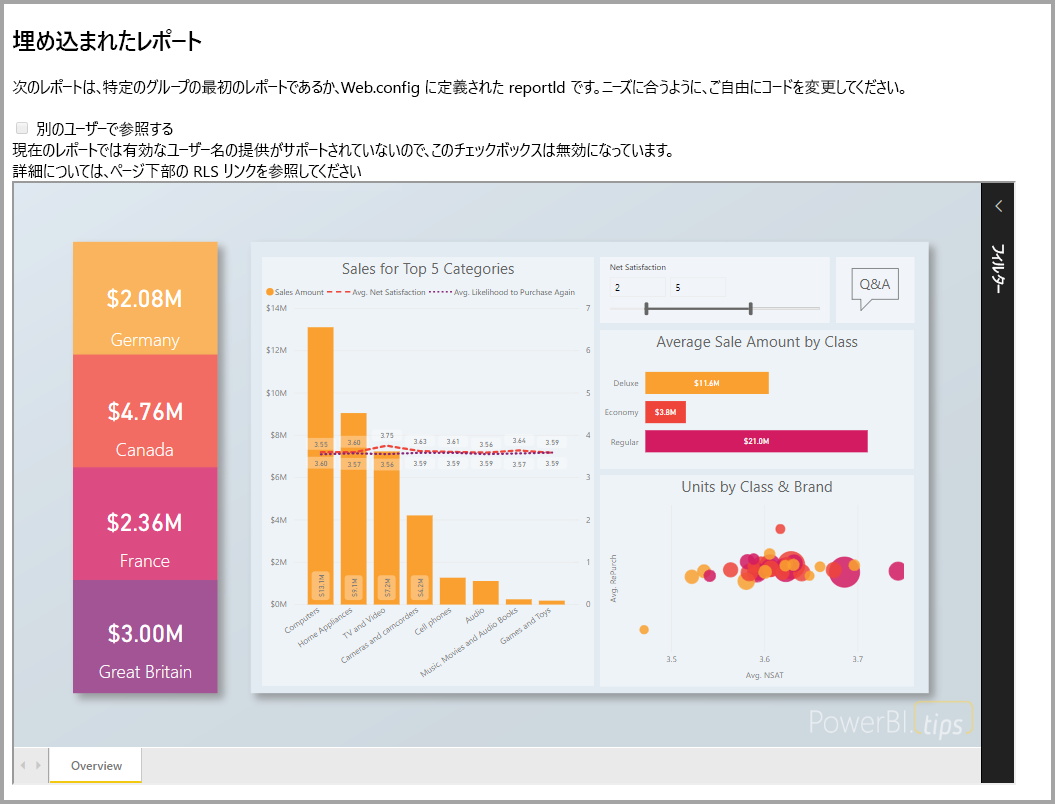 埋め込まれたレポート
次のレポートは、特定のグループの最初のレポートであるか、Web.config に定義された reportId です。ニーズに合うように、ご自由にコードを変更してください。
別のユーザーで参照する
現在のレポートでは有効なユーザー名の提供がサポートされていないので、このチェックボックスは無効になっています。
詳細については、ページ下部の RLS リンクを参照してください
$2.08M
Germany
$4.76M
Canada
$2.36M
France
$3.00M
Great Britain
Sales for Top 5 Categories
Sales Amount Avg. Net Satisfaction Avg. Likelihood to Purchase Again
$14M 7
$12M 6
$10M 5
$8M 4
$6M 3
$4M 2
$2M 1
$0M 0
3.55 3.60 3.75 3.63 3.61 3.56 3.64 3.59
3.60 3.57 3.56 3.59 3.59 3.59 3.57 3.59
$13.1M $9.1M $7.2M $4.2M
Computers
Home Appliances
TV and Video
Cameras and camcorders
Cell phones
Audio
Music, Movies and Audio Books
Games and Toys
Net Satisfaction
2 5
Q&A
Average Sale Amount by Class
Deluxe $11.6M
Economy $3.8M
Regular $21.0M
Units by Class & Brand
Avg. RePurch
3.5 3.6 3.7
Avg. NSAT
フィルター
PowerBI.tips
Overview